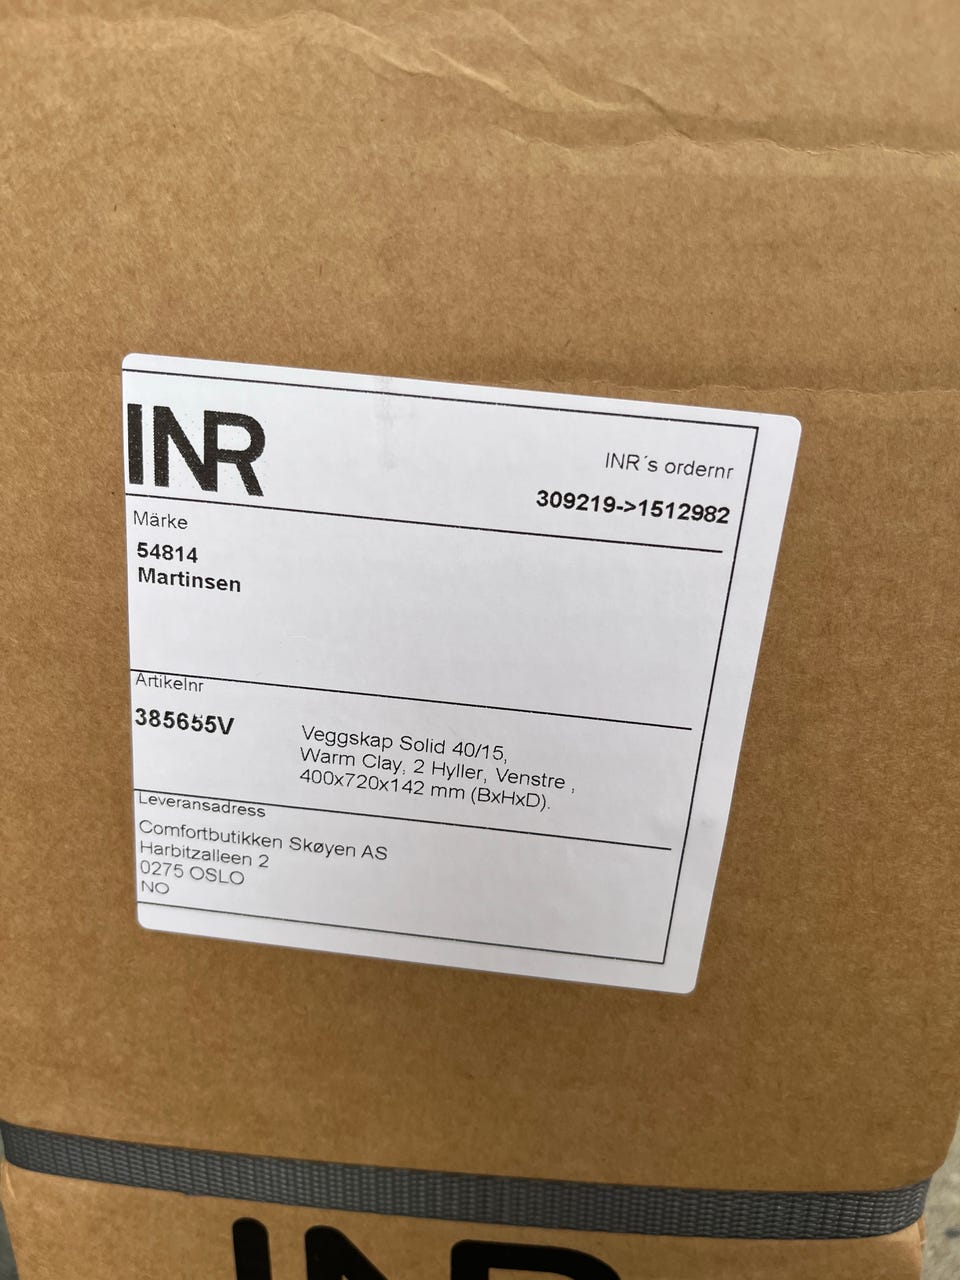 INR
INR´s ordernr
309219->1512982
Märke
54814
Martinsen
Artikelnr
385655V
Veggskap Solid 40/15,
Warm Clay, 2 Hyller, Venstre ,
400x720x142 mm (BxHxD).
Leveransadress
Comfortbutikken Skøyen AS
Harbitzalleen 2
0275 OSLO
NO
INR